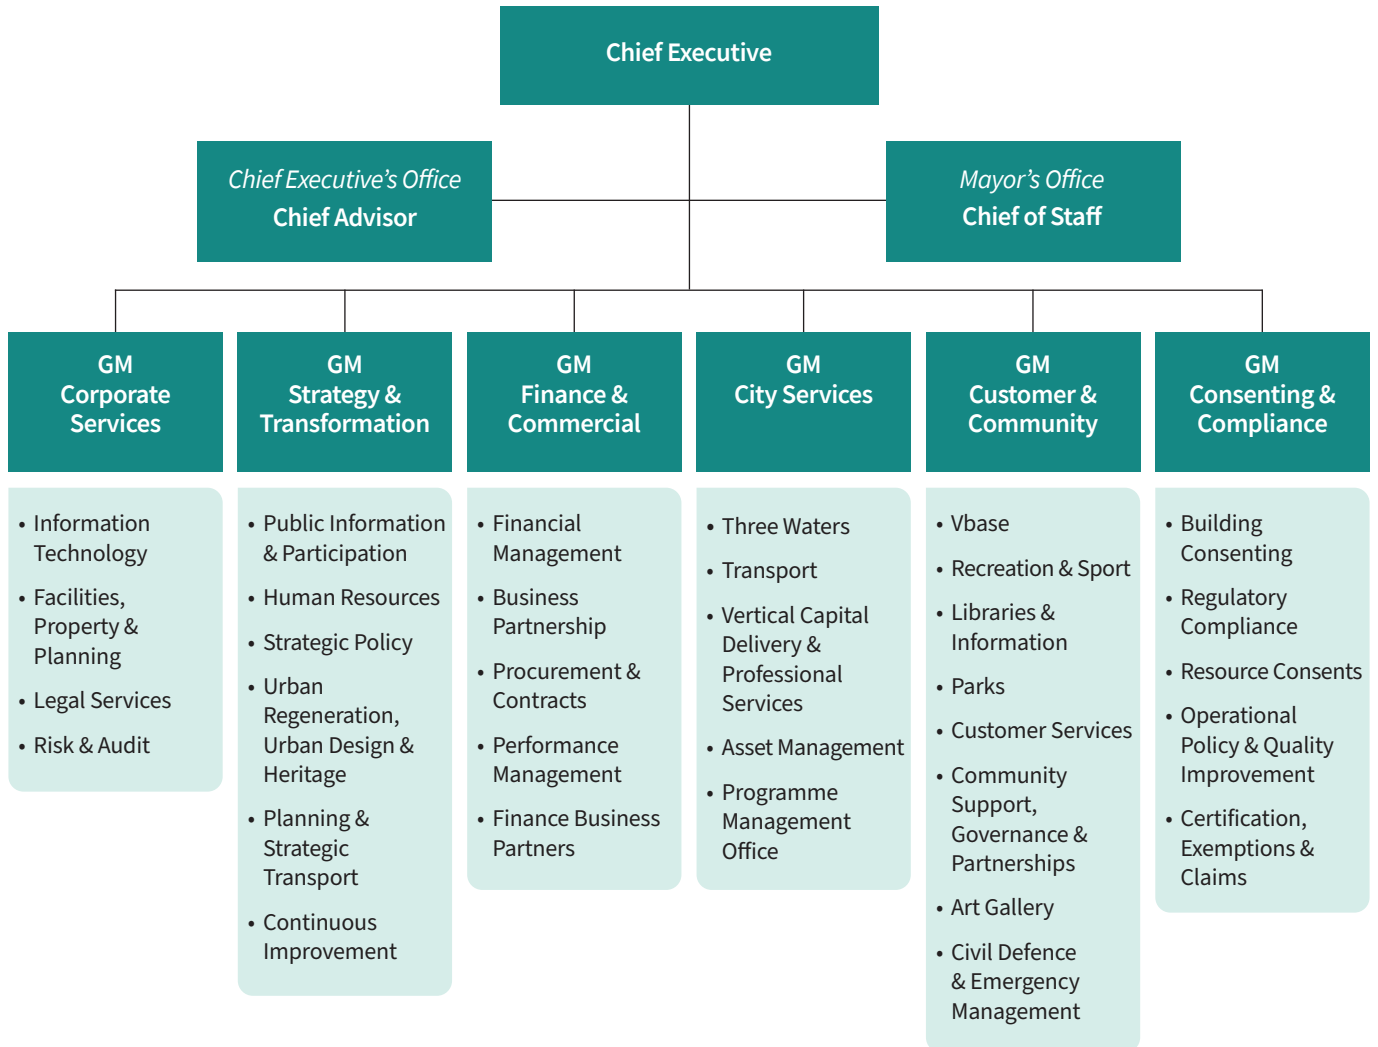 Chief Executive
Chief Executive’s Office
Chief Advisor
Mayor’s Office
Chief of Staff
GM
Corporate
Services
• Information
Technology
• Facilities,
Property &
Planning
• Legal Services
• Risk & Audit
GM
Strategy &
Transformation
• Public Information
& Participation
• Human Resources
• Strategic Policy
• Urban
Regeneration,
Urban Design &
Heritage
• Planning &
Strategic
Transport
• Continuous
Improvement
GM
Finance &
Commercial
• Financial
Management
• Business
Partnership
• Procurement &
Contracts
• Performance
Management
• Finance Business
Partners
GM
City Services
• Three Waters
• Transport
• Vertical Capital
Delivery &
Professional
Services
• Asset Management
• Programme
Management
Office
GM
Customer &
Community
• Vbase
• Recreation & Sport
• Libraries &
Information
• Parks
• Customer Services
• Community
Support,
Governance &
Partnerships
• Art Gallery
• Civil Defence
& Emergency
Management
GM
Consenting &
Compliance
• Building
Consenting
• Regulatory
Compliance
• Resource Consents
• Operational
Policy & Quality
Improvement
• Certification,
Exemptions &
Claims